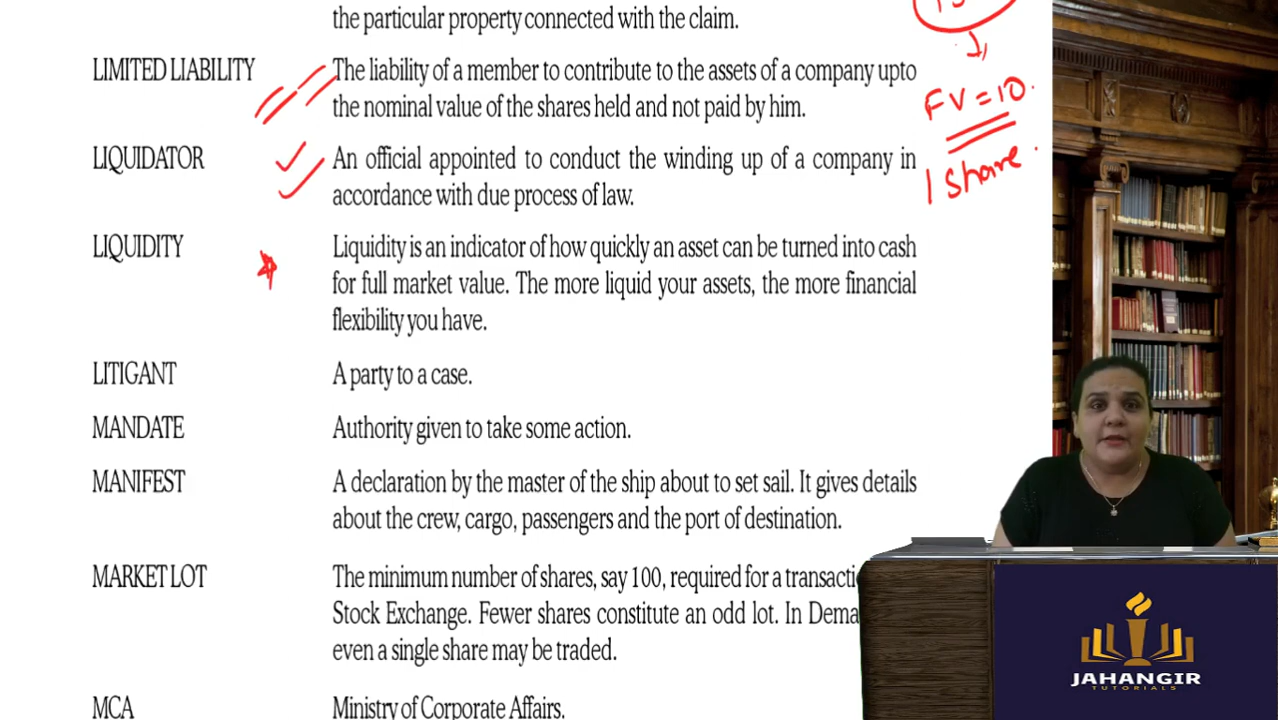 the particular property connected with the claim.
LIMITED LIABILITY The liability of a member to contribute to the assets of a company upto
the nominal value of the shares held and not paid by him.
LIQUIDATOR An official appointed to conduct the winding up of a company in
accordance with due process of law.
LIQUIDITY Liquidity is an indicator of how quickly an asset can be turned into cash
for full market value. The more liquid your assets, the more financial
flexibility you have.
LITIGANT A party to a case.
MANDATE Authority given to take some action.
MANIFEST A declaration by the master of the ship about to set sail. It gives details
about the crew, cargo, passengers and the port of destination.
MARKET LOT The minimum number of shares, say 100, required for a
Stock Exchange. Fewer shares constitute an odd lot. In
even a single share may be traded.
MCA Ministry of Corporate Affairs.
FV = 10.
1 Share.
JAHANGIR
TUTORIALS